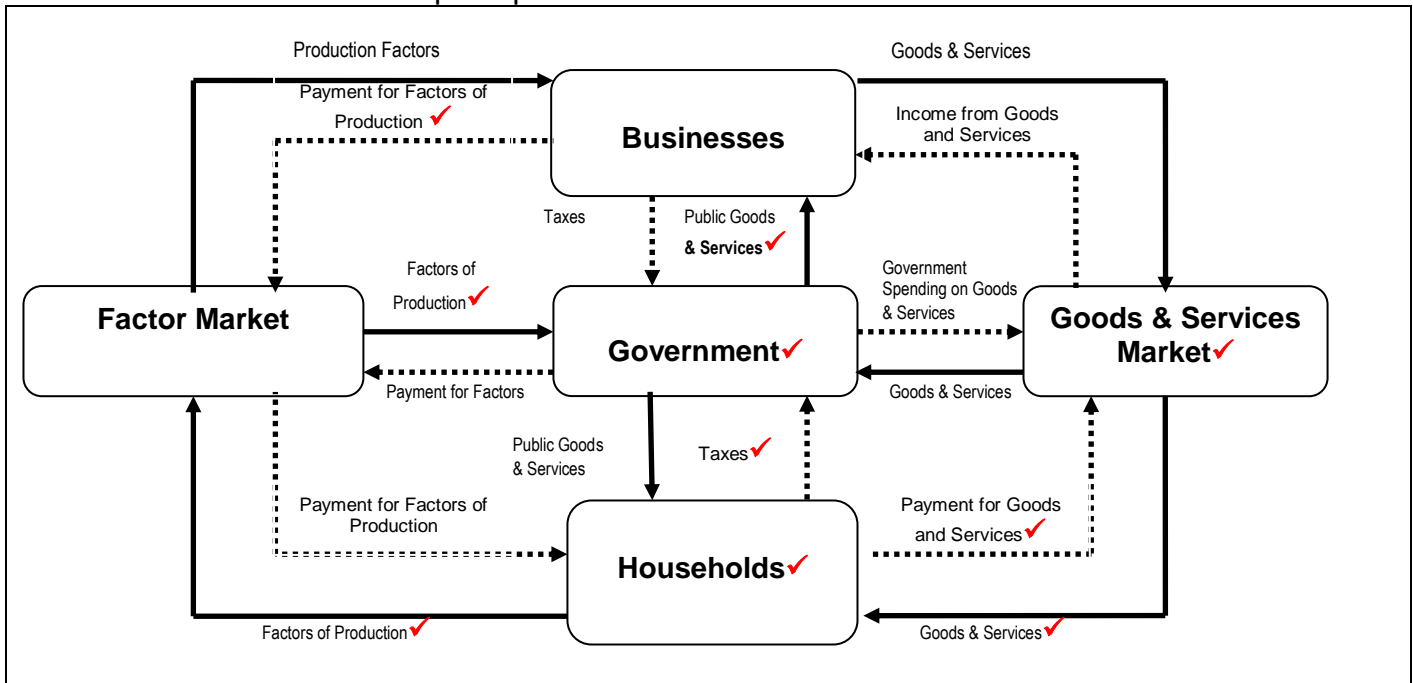 Production Factors
Goods & Services
Payment for Factors of
Production ✓
Income from Goods
and Services
Businesses
Taxes
Public Goods
& Services✓
Factors of
Production✓
Government
Spending on Goods
& Services
Factor Market
Government✓
Goods & Services
Market✓
Payment for Factors
Goods & Services
Public Goods
& Services
Taxes✓
Payment for Factors of
Production
Payment for Goods
and Services✓
Households✓
Factors of Production✓
Goods & Services✓